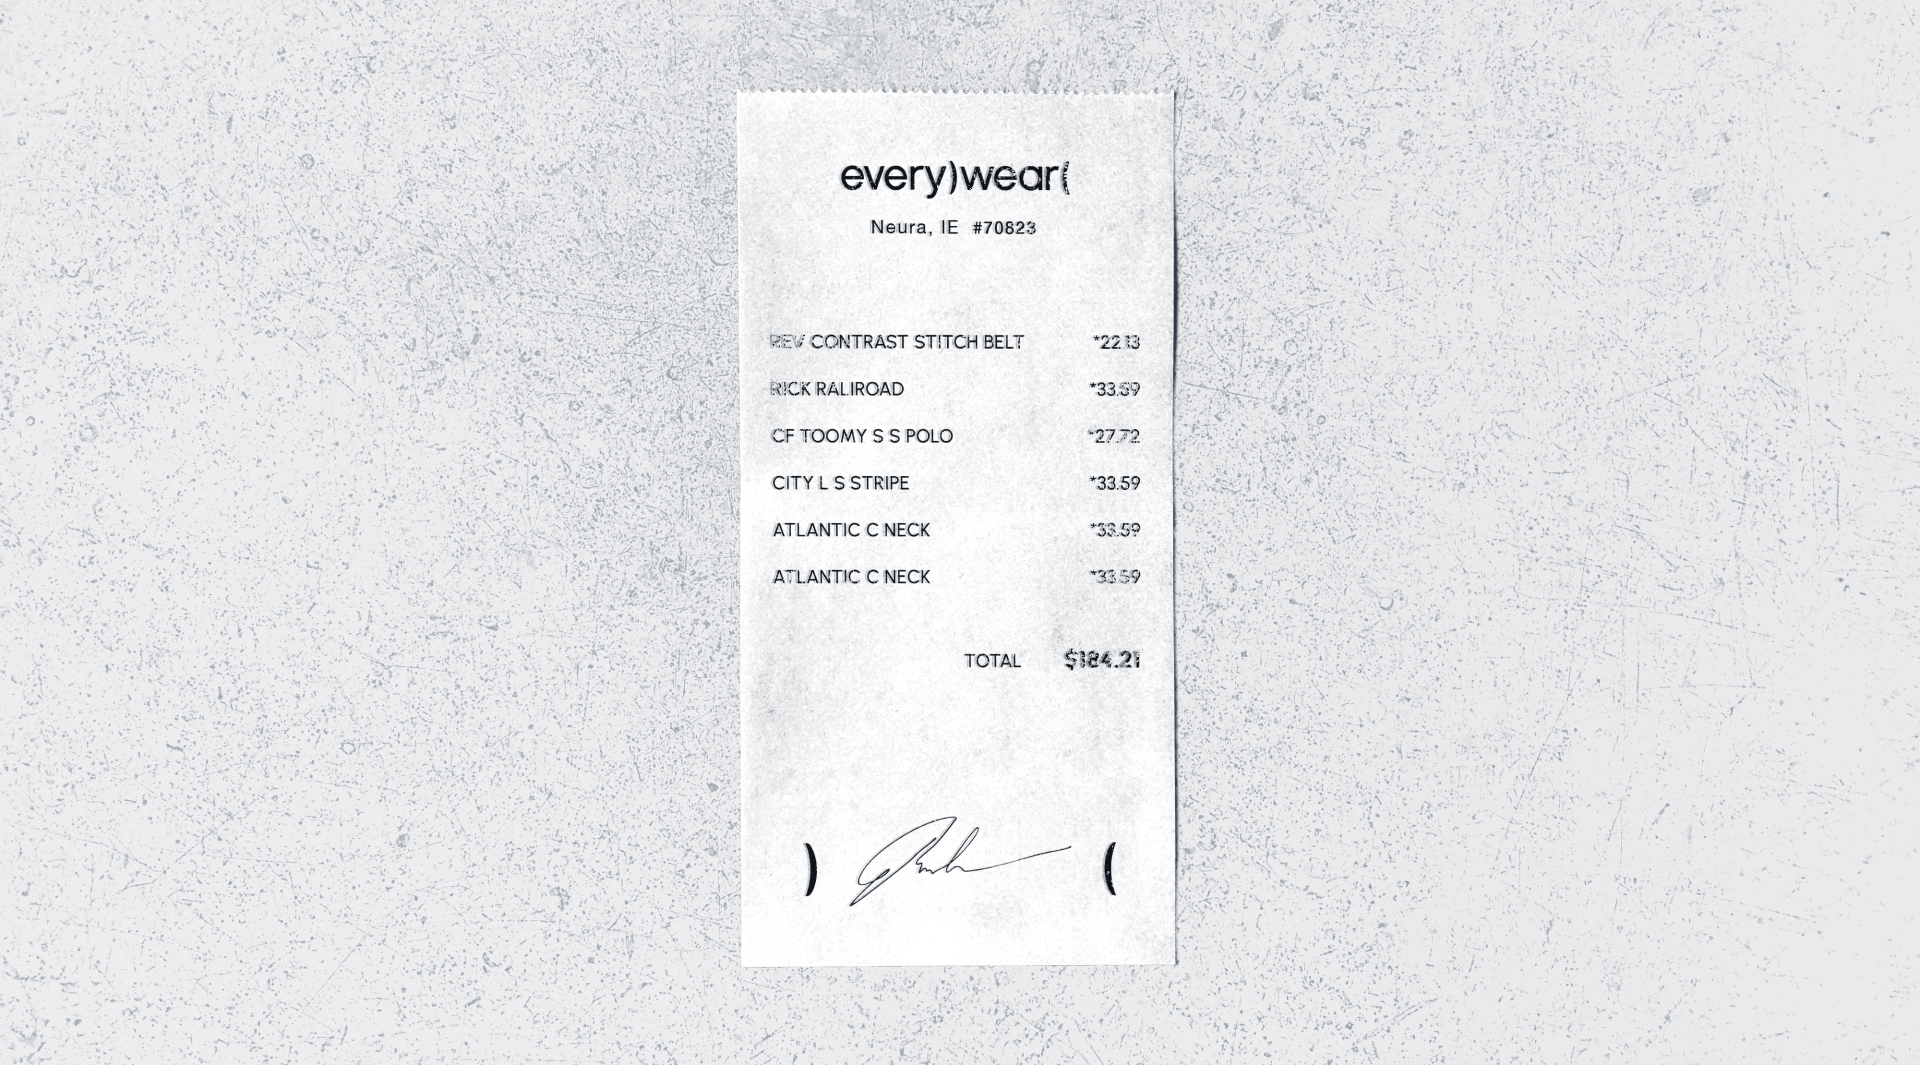 every)wear(
Neura, IE #70823
REV CONTRAST STITCH BELT *22.13
RICK RALIROAD *33.59
CF TOOMY S S POLO *27.72
CITY L S STRIPE *33.59
ATLANTIC C NECK *33.59
ATLANTIC C NECK *33.59
TOTAL $184.21
) (